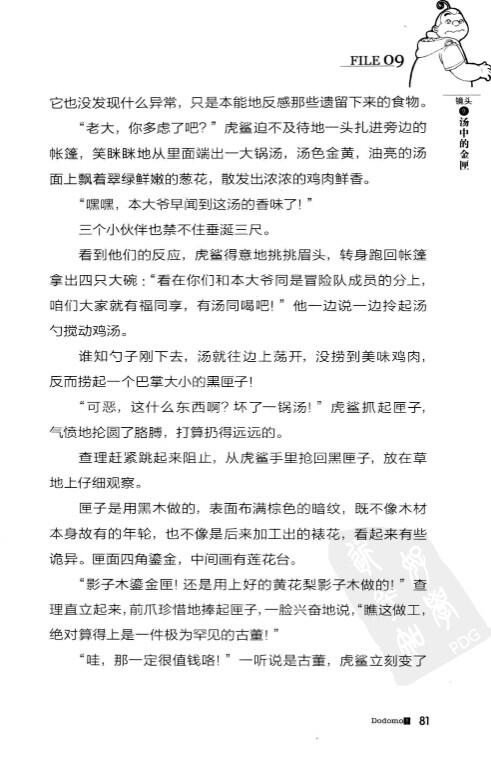 FILE 09
镜头
汤中的金匣
它也没发现什么异常，只是本能地反感那些遗留下来的食物。
“老大，你多虑了吧？”虎鲨迫不及待地一头扎进旁边的
帐篷，笑眯眯地从里面端出一大锅汤，汤色金黄，油亮的汤
面上飘着翠绿鲜嫩的葱花，散发出浓浓的鸡肉鲜香。
“嘿嘿，本大爷早闻到这汤的香味了！”
三个小伙伴也禁不住垂涎三尺。
看到他们的反应，虎鲨得意地挑挑眉头，转身跑回帐篷
拿出四只大碗：“看在你们和本大爷同是冒险队成员的分上，
咱们大家就有福同享，有汤同喝吧！”他一边说一边拎起汤
勺搅动鸡汤。
谁知勺子刚下去，汤就往边上荡开，没捞到美味鸡肉，
反而捞起一个巴掌大小的黑匣子！
“可恶，这什么东西啊？坏了一锅汤！”虎鲨抓起匣子，
气愤地抡圆了胳膊，打算扔得远远的。
查理赶紧跳起来阻止，从虎鲨手里抢回黑匣子，放在草
地上仔细观察。
匣子是用黑木做的，表面布满棕色的暗纹，既不像木材
本身故有的年轮，也不像是后来加工出的裱花，看起来有些
诡异。匣面四角鎏金，中间画有莲花台。
“影子木鎏金匣！还是用上好的黄花梨影子木做的！”查
理直立起来，前爪珍惜地捧起匣子，一脸兴奋地说，“瞧这做工，
绝对算得上是一件极为罕见的古董！”
“哇，那一定很值钱咯！”一听说是古董，虎鲨立刻变了
PDG
Dodomo 81